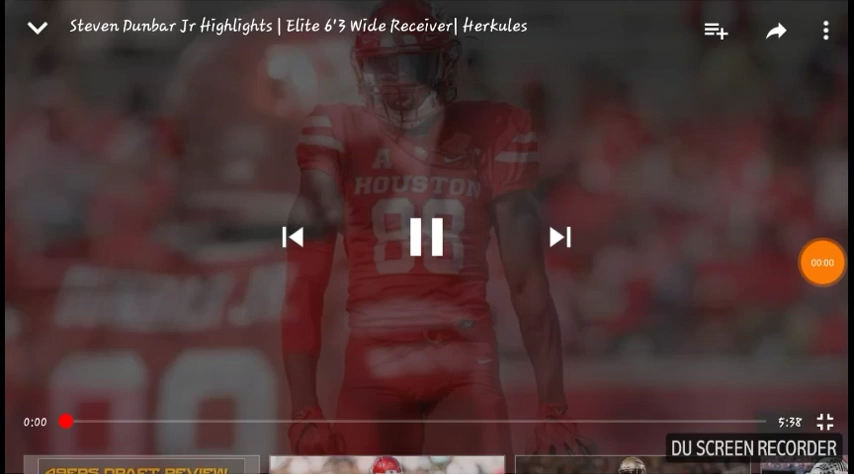 Steven Dunbar Jr Highlights | Elite 6'3 Wide Receiver| Herkules
A
HOUSTON
88
00:00
0:00
5:38
DU SCREEN RECORDER
49ERS DRAFT REVIEW